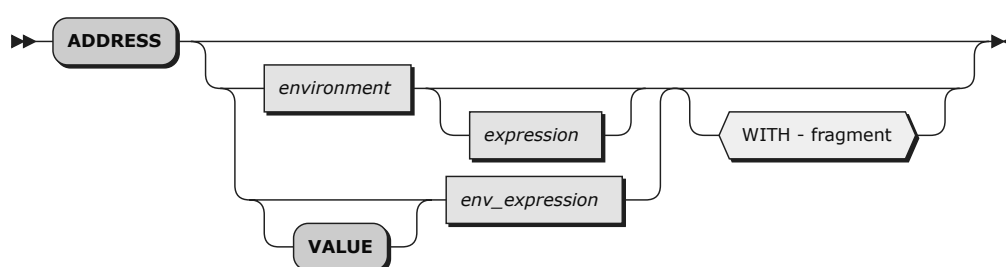 ADDRESS
environment
expression
WITH - fragment
env_expression
VALUE